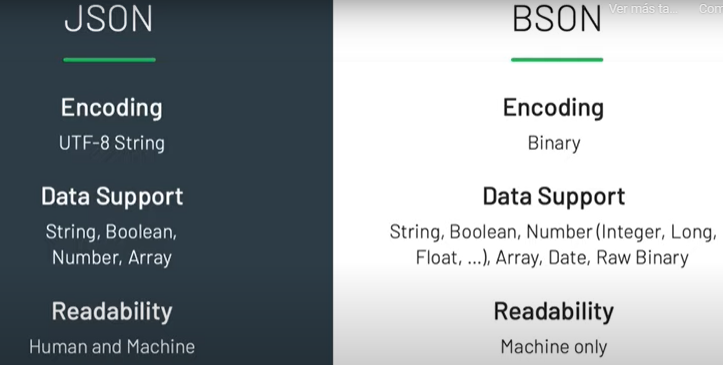 JSON
Encoding
UTF-8 String
Data Support
String, Boolean,
Number, Array
Readability
Human and Machine
BSON
Ver más ta...
Com
Encoding
Binary
Data Support
String, Boolean, Number (Integer, Long,
Float, ...), Array, Date, Raw Binary
Readability
Machine only